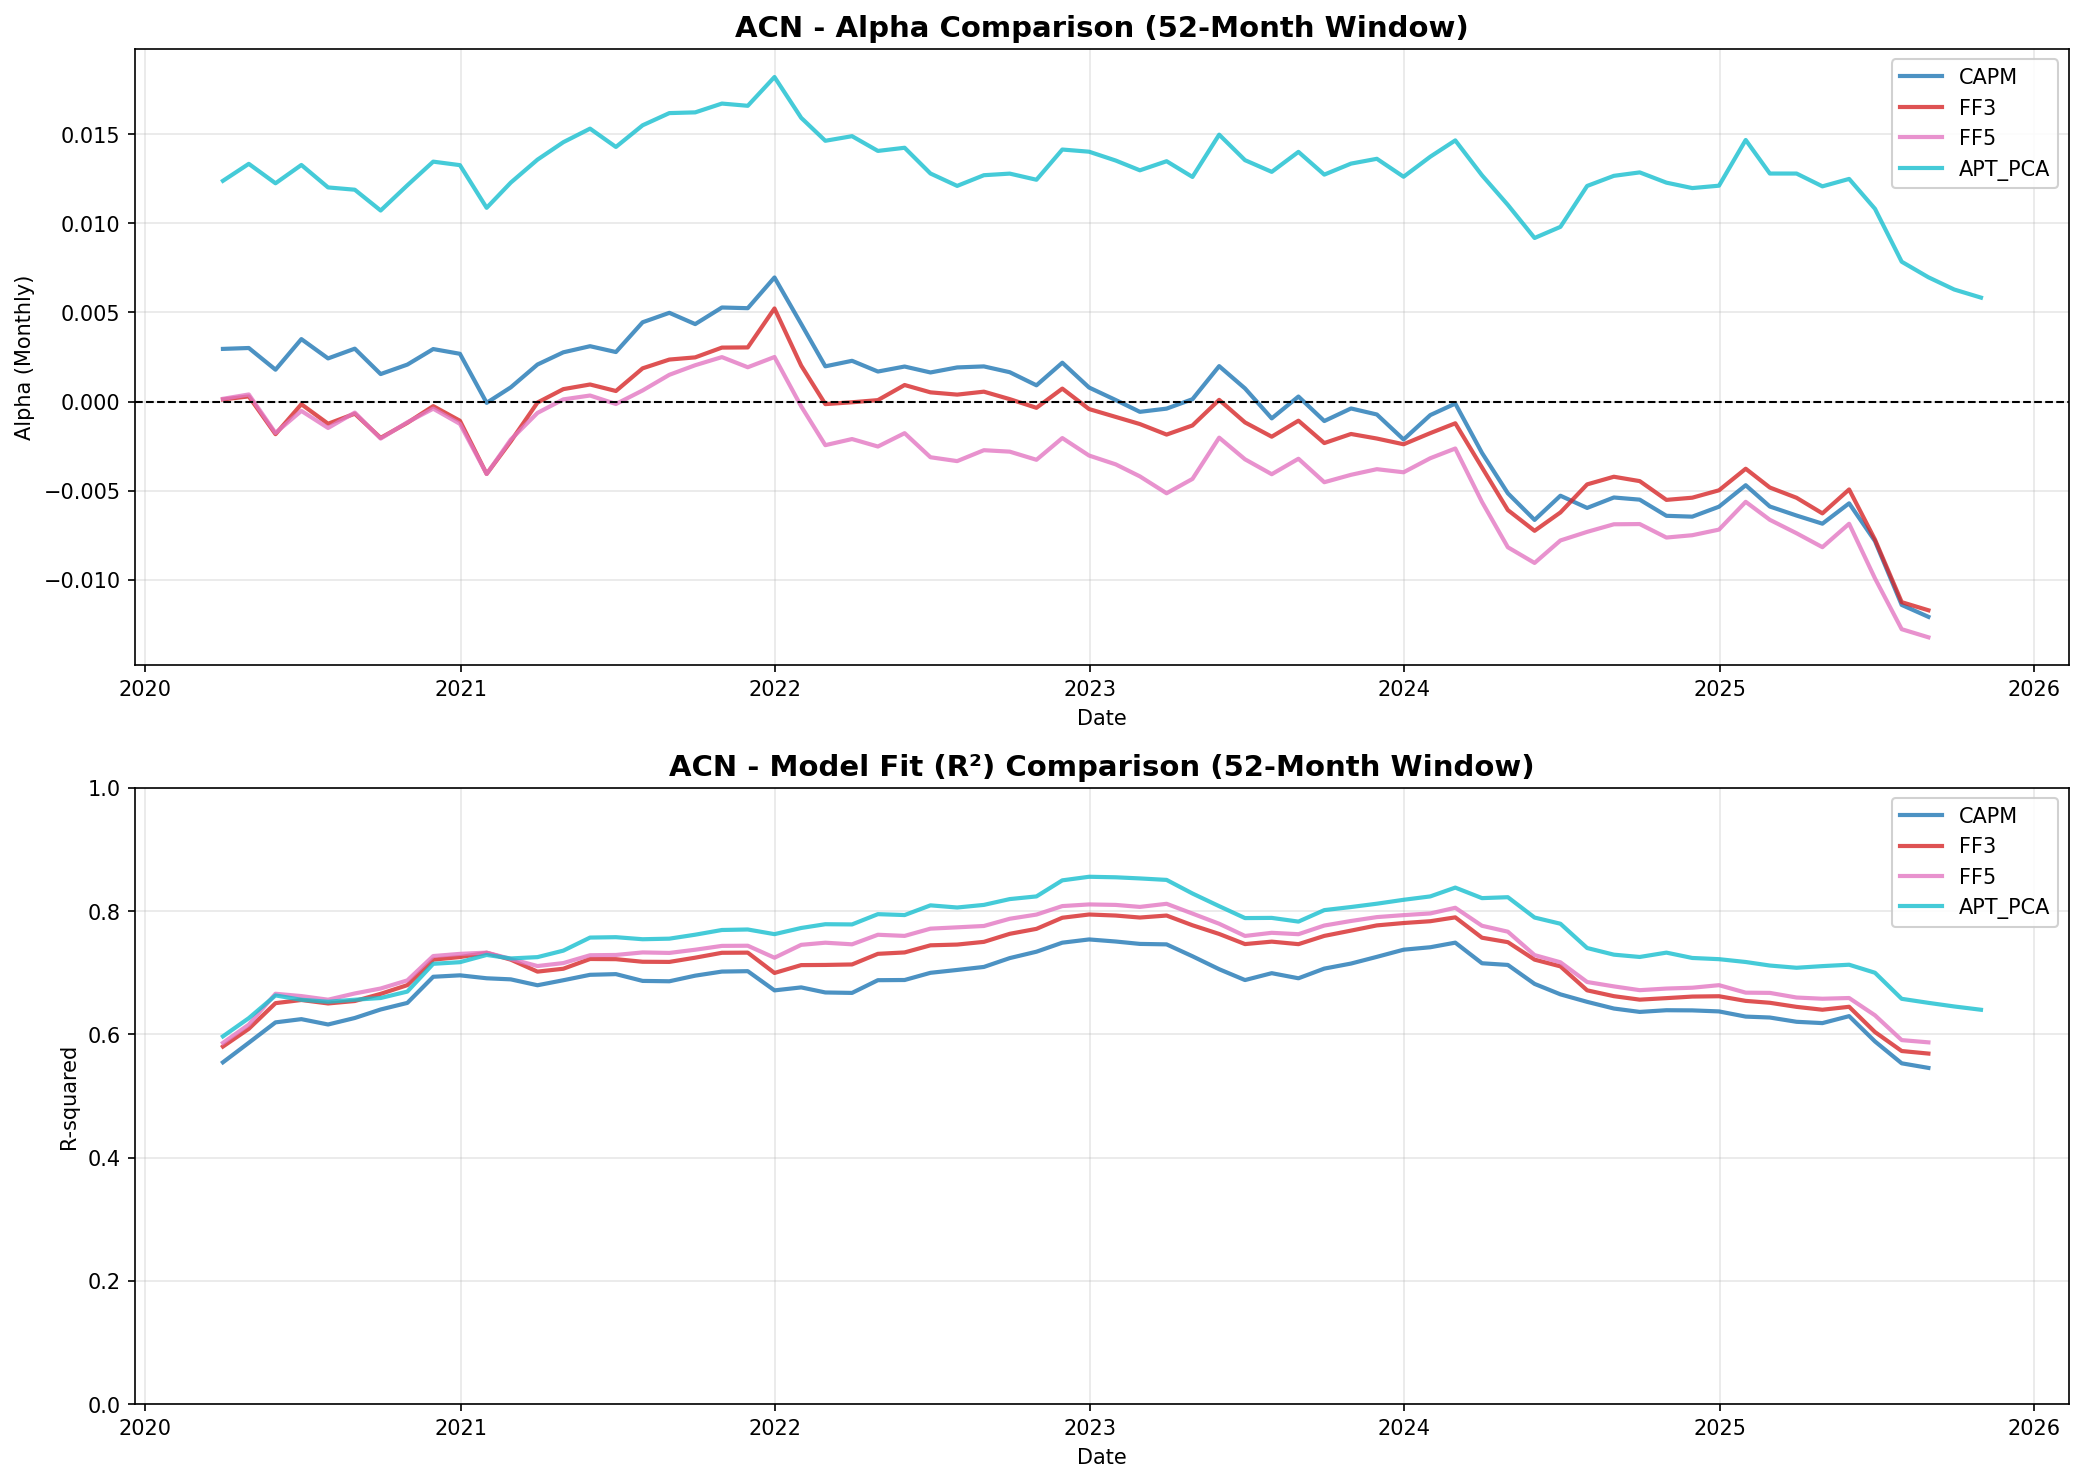 ACN - Alpha Comparison (52-Month Window)
CAPM
FF3
FF5
APT_PCA
Alpha (Monthly)
0.015
0.010
0.005
0.000
−0.005
−0.010
2020 2021 2022 2023 2024 2025 2026
Date
ACN - Model Fit (R²) Comparison (52-Month Window)
CAPM
FF3
FF5
APT_PCA
R-squared
1.0
0.8
0.6
0.4
0.2
0.0
2020 2021 2022 2023 2024 2025 2026
Date